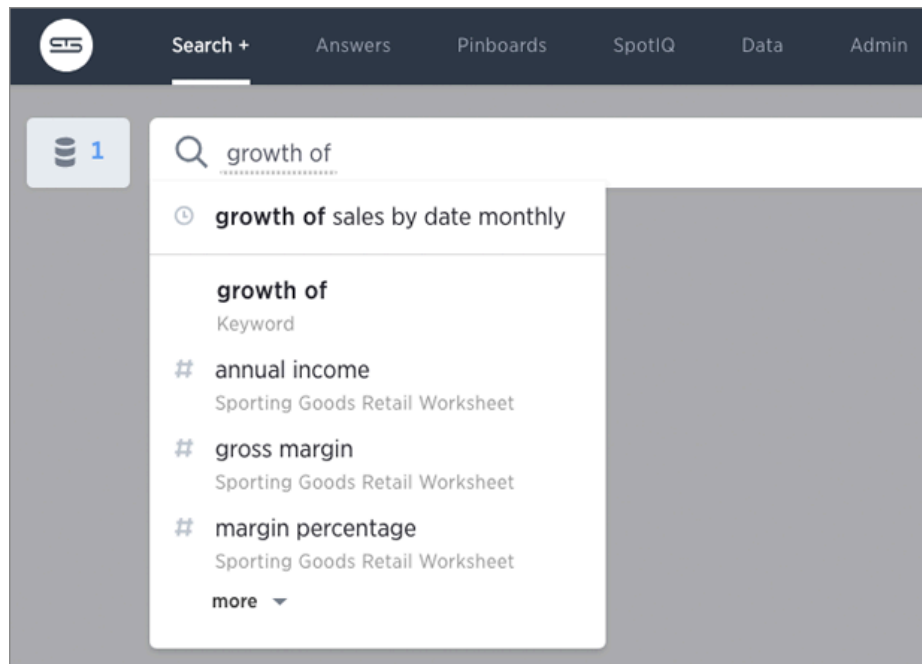 Search + Answers Pinboards SpotIQ Data Admin
1 growth of
growth of sales by date monthly
growth of
Keyword
# annual income
Sporting Goods Retail Worksheet
# gross margin
Sporting Goods Retail Worksheet
# margin percentage
Sporting Goods Retail Worksheet
more